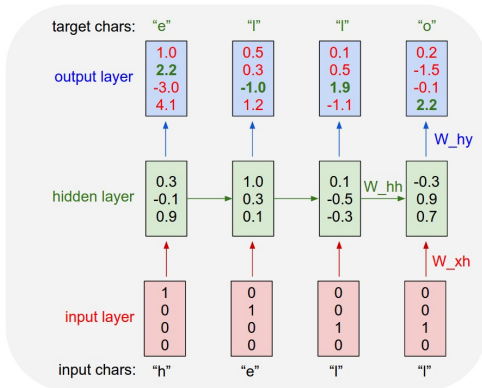 target chars: “e” “l” “l” “o”
output layer
1.0 0.5 0.1 0.2
2.2 0.3 0.5 -1.5
-3.0 -1.0 1.9 -0.1
4.1 1.2 -1.1 2.2
W_hy
hidden layer
0.3 1.0 0.1 -0.3
-0.1 0.3 -0.5 0.9
0.9 0.1 -0.3 0.7
W_hh
W_xh
input layer
1 0 0 0
0 1 0 0
0 0 1 1
0 0 0 0
input chars: “h” “e” “l” “l”